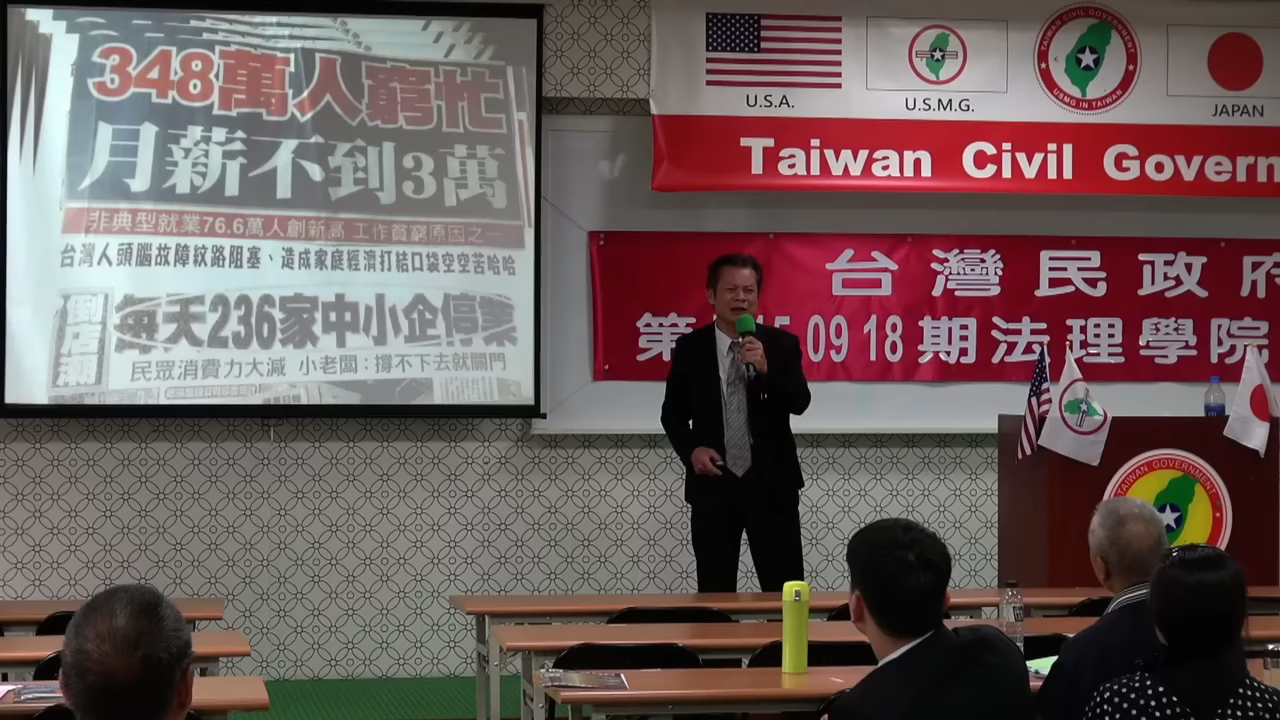 348萬人窮忙
月薪不到3萬
非典型就業76.6萬人創新高 工作貧窮原因之一
台灣人頭腦故障紋路阻塞、造成家庭經濟打結口袋空空苦哈哈
倒店潮
每天236家中小企停業
民眾消費力大減 小老闆:撐不下去就關門
U.S.A.
U.S.M.G.
TAIWAN CIVIL GOVERNMENT
USMG IN TAIWAN
JAPAN
Taiwan Civil Govern
台灣民政府
第 15 09 18 期法理學院
TAIWAN GOVERNMENT